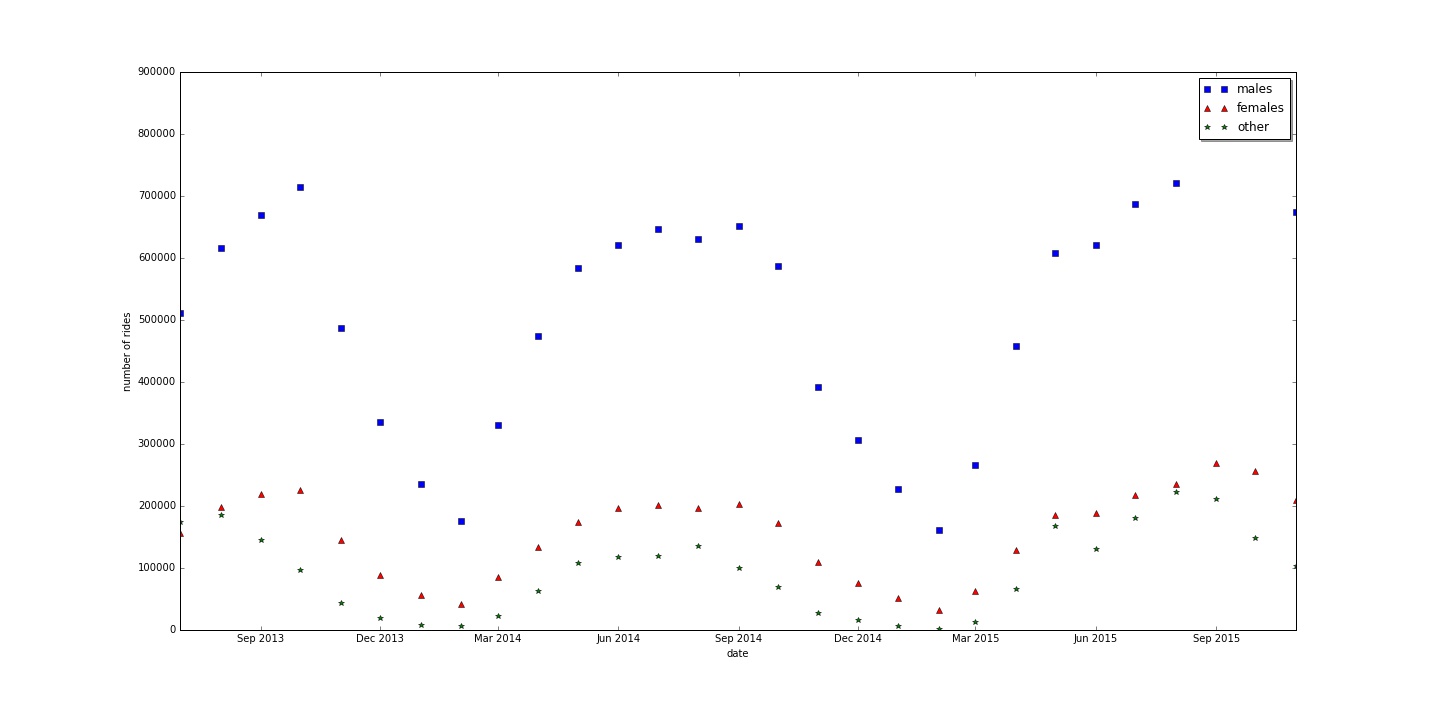 900000
800000
700000
600000
500000
400000
300000
200000
100000
0
number of rides
males
females
other
Sep 2013 Dec 2013 Mar 2014 Jun 2014 Sep 2014 Dec 2014 Mar 2015 Jun 2015 Sep 2015
date